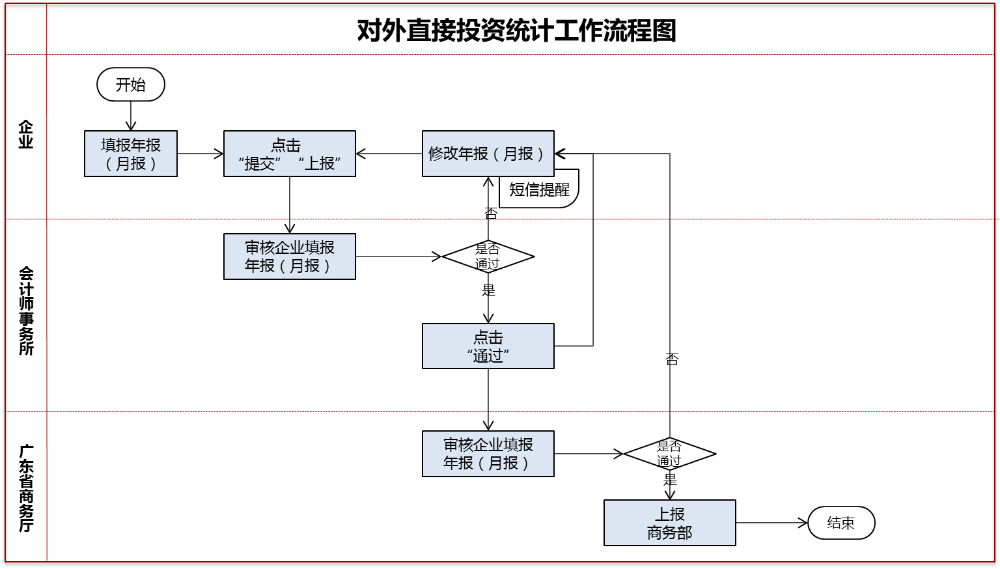 对外直接投资统计工作流程图
企业
开始
填报年报
（月报）
点击
“提交” “上报”
修改年报（月报）
短信提醒
否
会计师事务所
审核企业填报
年报（月报）
是否
通过
是
点击
“通过”
否
广东省商务厅
审核企业填报
年报（月报）
是否
通过
是
上报
商务部
结束